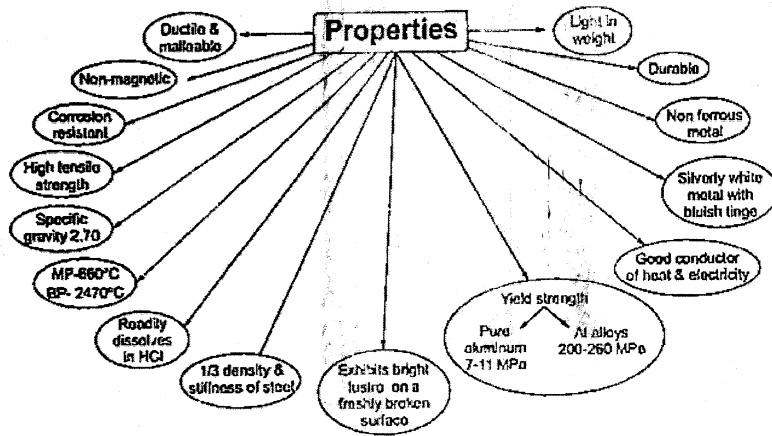 Properties
Ductile &
malleable
Non-magnetic
Corrosion
resistant
High tensile
strength
Specific
gravity 2.70
MP-660°C
BP- 2470°C
Readily
dissolves
in HCl
1/3 density &
stiffness of steel
Exhibits bright
lustre on a
freshly broken
surface
Yield strength
Pure
aluminum
7-11 MPa
Al alloys
200-260 MPa
Good conductor
of heat & electricity
Silverly white
metal with
bluish tinge
Non ferrous
metal
Durable
Light in
weight